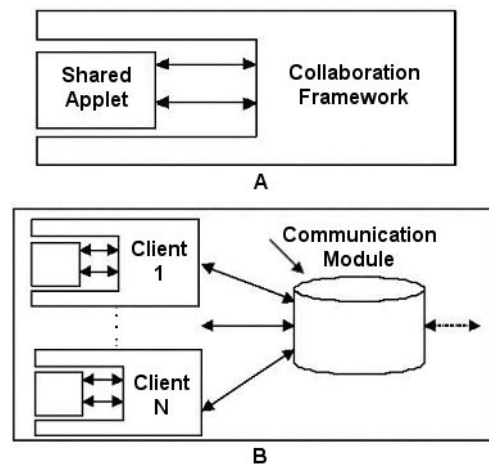 Shared
Applet
Collaboration
Framework
A
Client
1
Communication
Module
Client
N
B